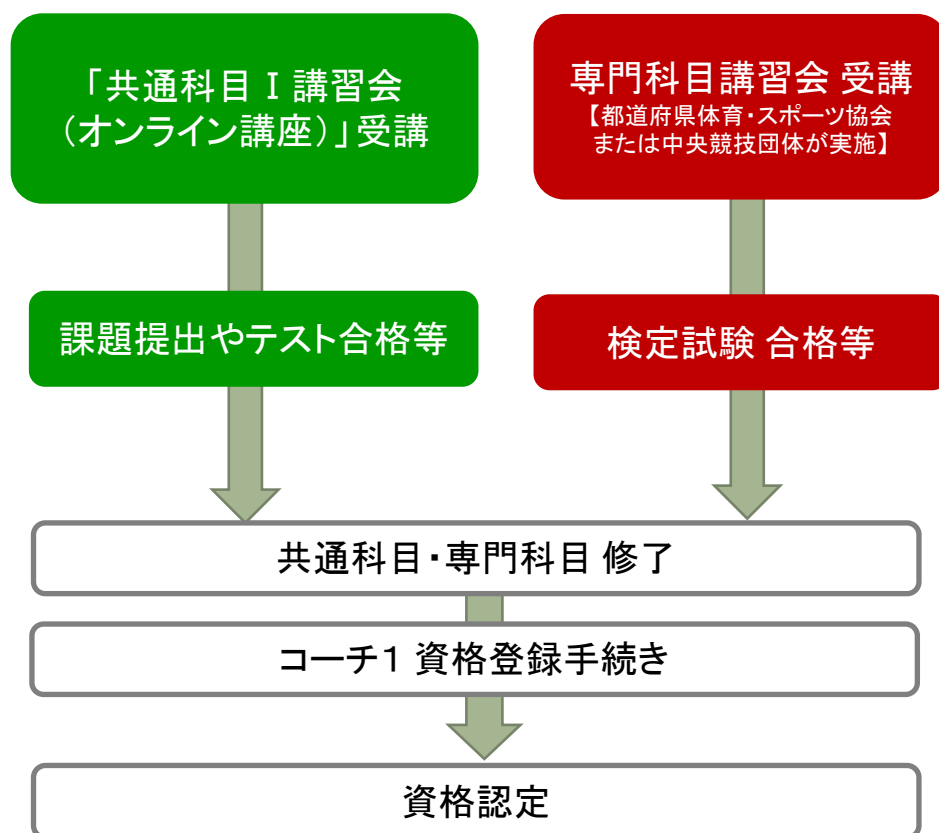 「共通科目Ⅰ講習会
（オンライン講座）」受講
専門科目講習会 受講
【都道府県体育・スポーツ協会
または中央競技団体が実施】
課題提出やテスト合格等
検定試験 合格等
共通科目・専門科目 修了
コーチ１ 資格登録手続き
資格認定